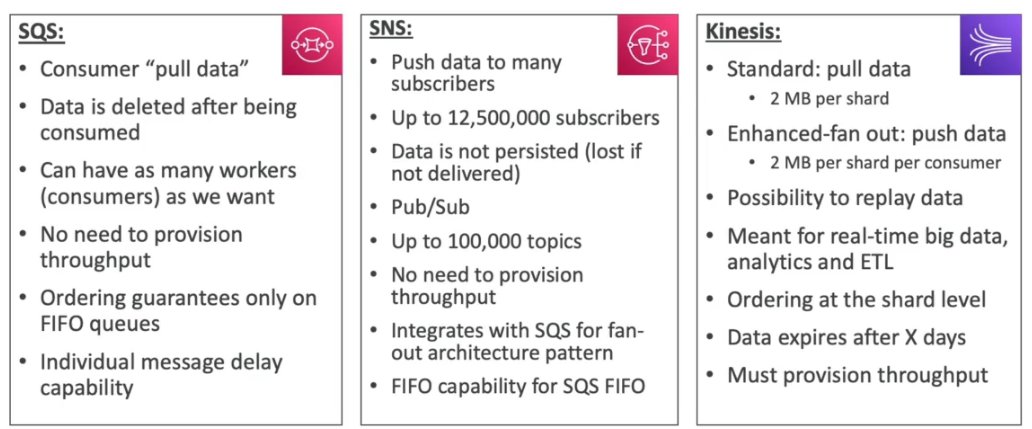 SQS:
• Consumer “pull data”
• Data is deleted after being
consumed
• Can have as many workers
(consumers) as we want
• No need to provision
throughput
• Ordering guarantees only on
FIFO queues
• Individual message delay
capability
SNS:
• Push data to many
subscribers
• Up to 12,500,000 subscribers
• Data is not persisted (lost if
not delivered)
• Pub/Sub
• Up to 100,000 topics
• No need to provision
throughput
• Integrates with SQS for fan-
out architecture pattern
• FIFO capability for SQS FIFO
Kinesis:
• Standard: pull data
• 2 MB per shard
• Enhanced-fan out: push data
• 2 MB per shard per consumer
• Possibility to replay data
• Meant for real-time big data,
analytics and ETL
• Ordering at the shard level
• Data expires after X days
• Must provision throughput